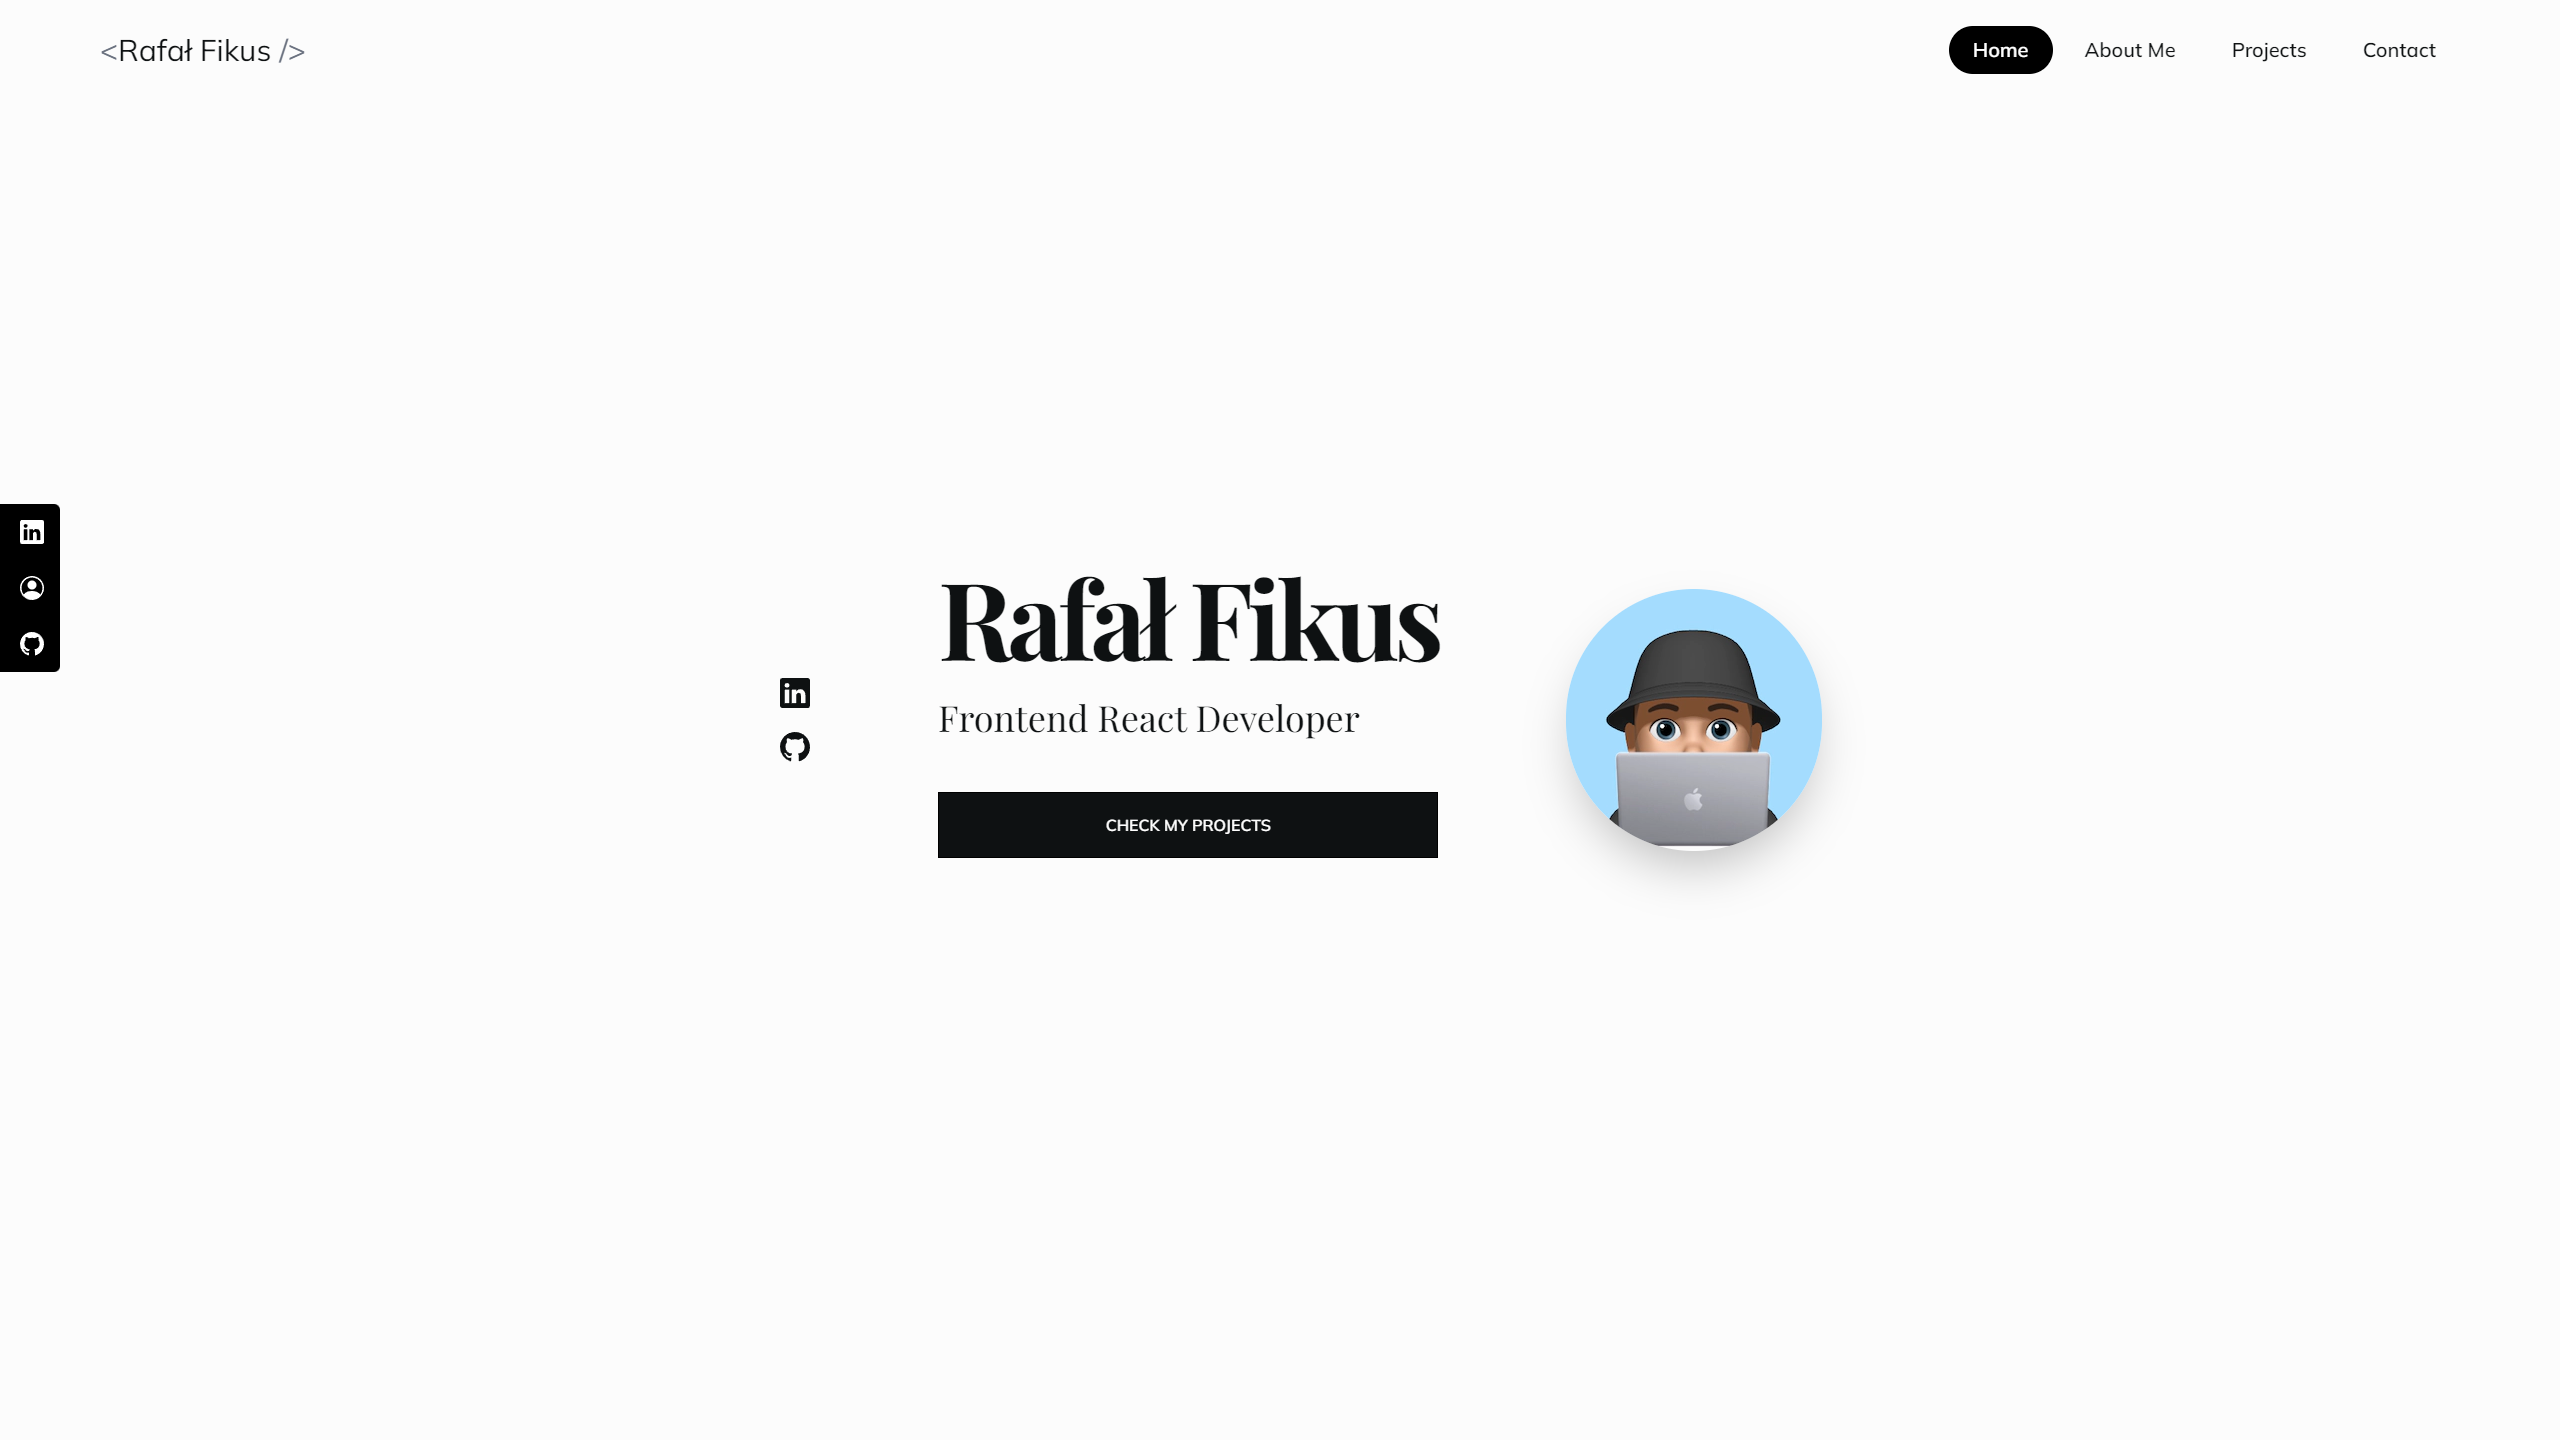 <Rafał Fikus />
Home About Me Projects Contact
Rafał Fikus
Frontend React Developer
CHECK MY PROJECTS